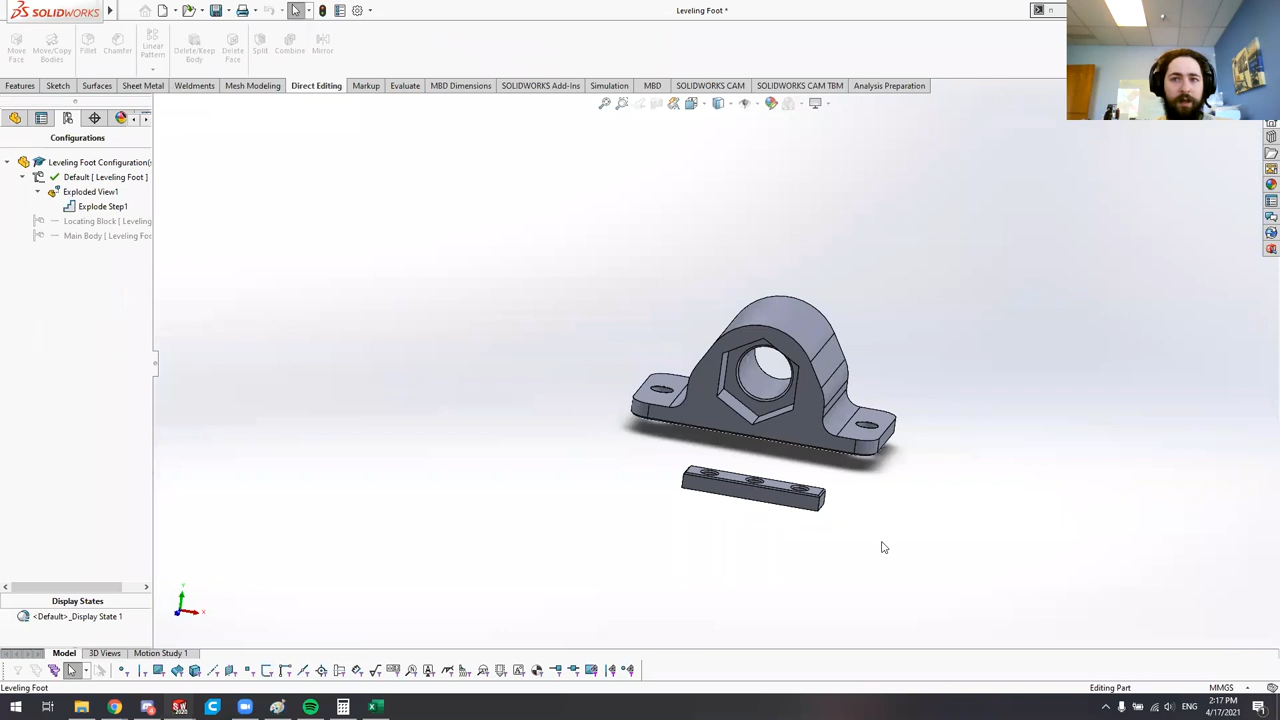 SOLIDWORKS
Leveling Foot *
Move Face
Move/Copy Bodies
Fillet
Chamfer
Linear Pattern
Delete/Keep Body
Delete Face
Split
Combine
Mirror
Features
Sketch
Surfaces
Sheet Metal
Weldments
Mesh Modeling
Direct Editing
Markup
Evaluate
MBD Dimensions
SOLIDWORKS Add-Ins
Simulation
MBD
SOLIDWORKS CAM
SOLIDWORKS CAM TBM
Analysis Preparation
Configurations
Leveling Foot Configuration(s
Default [ Leveling Foot ]
Exploded View1
Explode Step1
Locating Block [ Leveling
Main Body [ Leveling Foo
Display States
<Default>_Display State 1
Y
X
Model
3D Views
Motion Study 1
Leveling Foot
Editing Part
MMGS
ENG
2:17 PM
4/17/2021